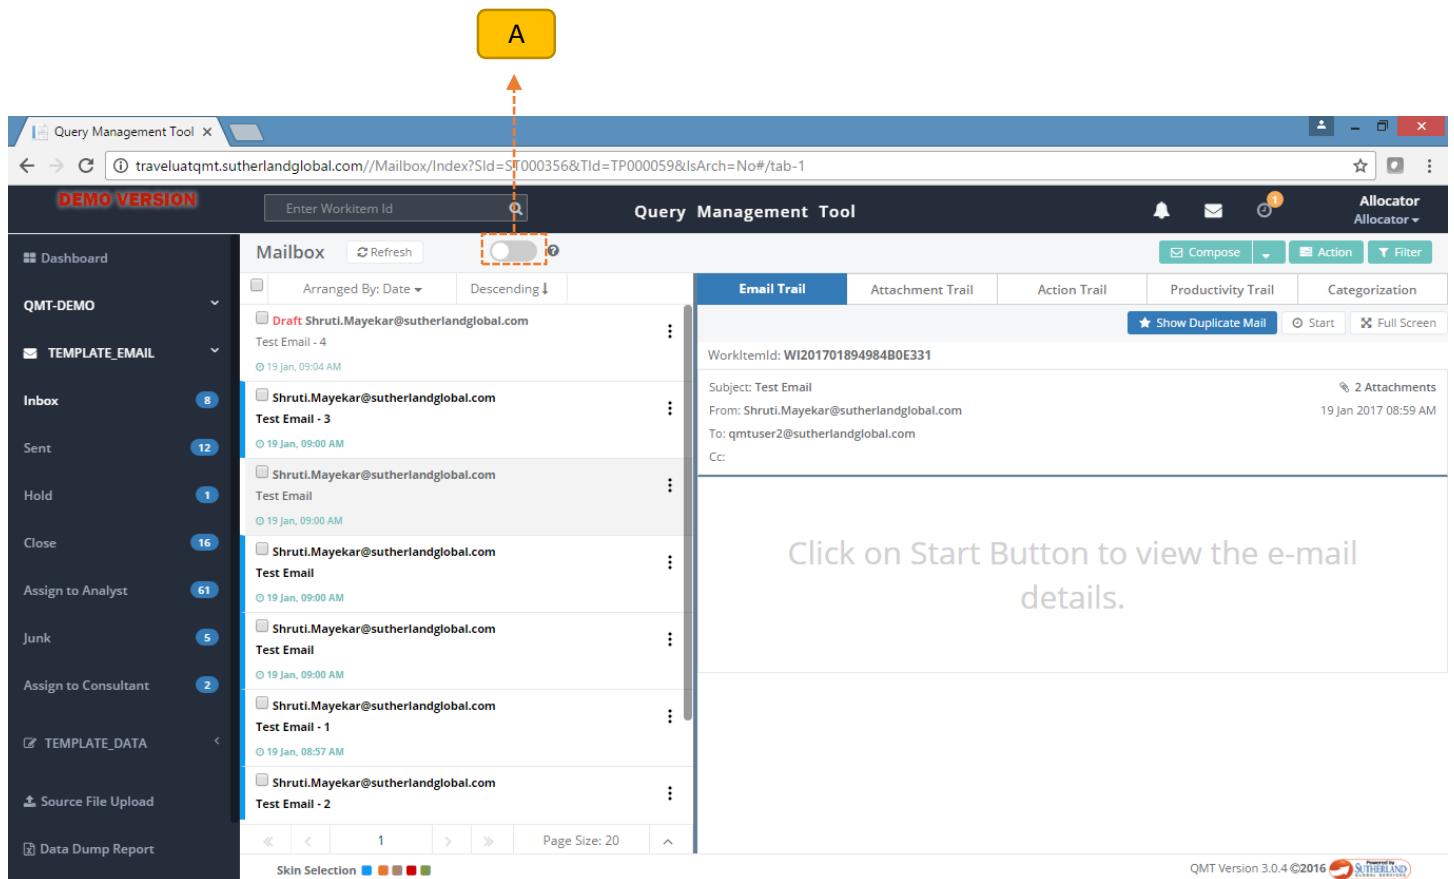 A
Query Management Tool
traveluatqmt.sutherlandglobal.com//Mailbox/Index?SId=ST000356&TId=TP000059&IsArch=No#/tab-1
DEMO VERSION
Enter Workitem Id
Query Management Tool
1
Allocator
Allocator
Dashboard
QMT-DEMO
TEMPLATE_EMAIL
Inbox 8
Sent 12
Hold 1
Close 16
Assign to Analyst 61
Junk 5
Assign to Consultant 2
TEMPLATE_DATA
Source File Upload
Data Dump Report
Mailbox Refresh
Compose Action Filter
Arranged By: Date Descending
Draft Shruti.Mayekar@sutherlandglobal.com
Test Email - 4
19 Jan, 09:04 AM
Shruti.Mayekar@sutherlandglobal.com
Test Email - 3
19 Jan, 09:00 AM
Shruti.Mayekar@sutherlandglobal.com
Test Email
19 Jan, 09:00 AM
Shruti.Mayekar@sutherlandglobal.com
Test Email
19 Jan, 09:00 AM
Shruti.Mayekar@sutherlandglobal.com
Test Email
19 Jan, 09:00 AM
Shruti.Mayekar@sutherlandglobal.com
Test Email - 1
19 Jan, 08:57 AM
Shruti.Mayekar@sutherlandglobal.com
Test Email - 2
« < 1 > » Page Size: 20
Email Trail Attachment Trail Action Trail Productivity Trail Categorization
Show Duplicate Mail Start Full Screen
WorkItemId: WI201701894984B0E331
Subject: Test Email 2 Attachments
From: Shruti.Mayekar@sutherlandglobal.com 19 Jan 2017 08:59 AM
To: qmtuser2@sutherlandglobal.com
Cc:
Click on Start Button to view the e-mail
details.
Skin Selection
QMT Version 3.0.4 ©2016
Powered by
SUTHERLAND
GLOBAL SERVICES